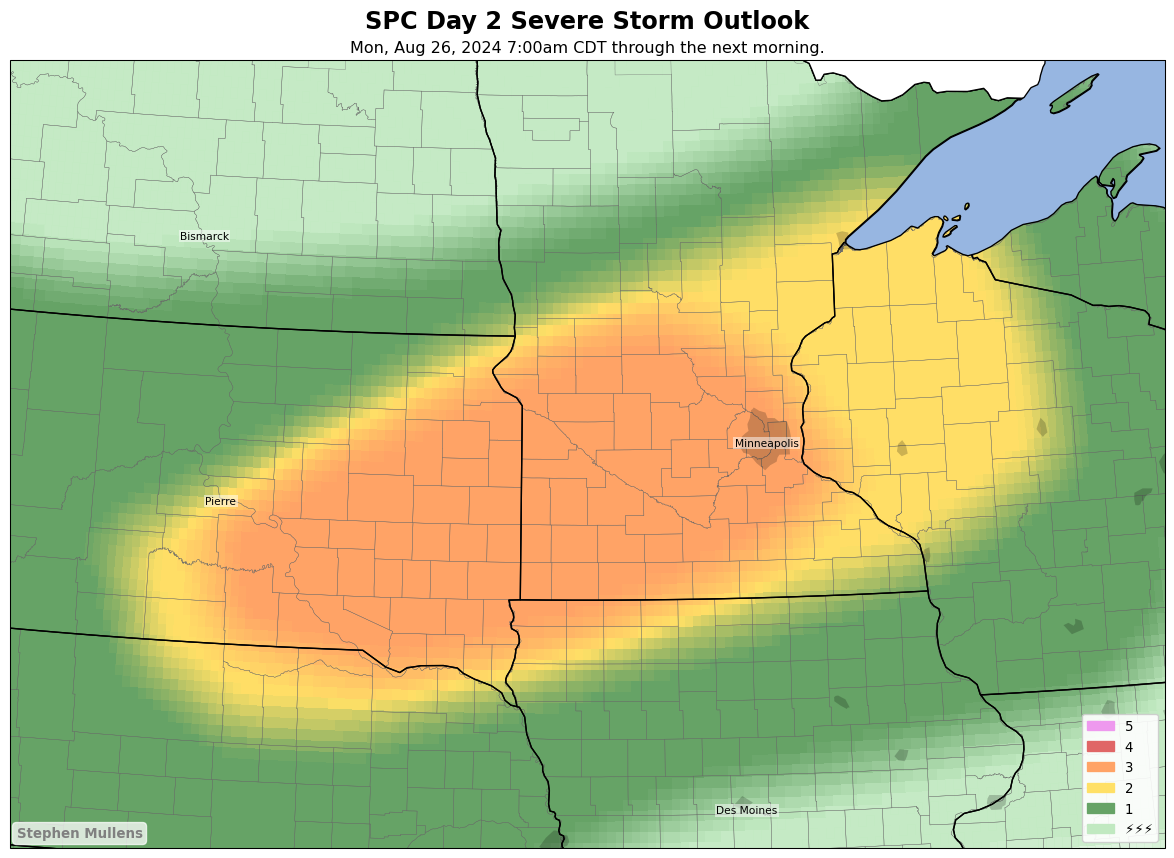 SPC Day 2 Severe Storm Outlook
Mon, Aug 26, 2024 7:00am CDT through the next morning.
Bismarck
Minneapolis
Pierre
Des Moines
5
4
3
2
1
⚡⚡⚡
Stephen Mullens